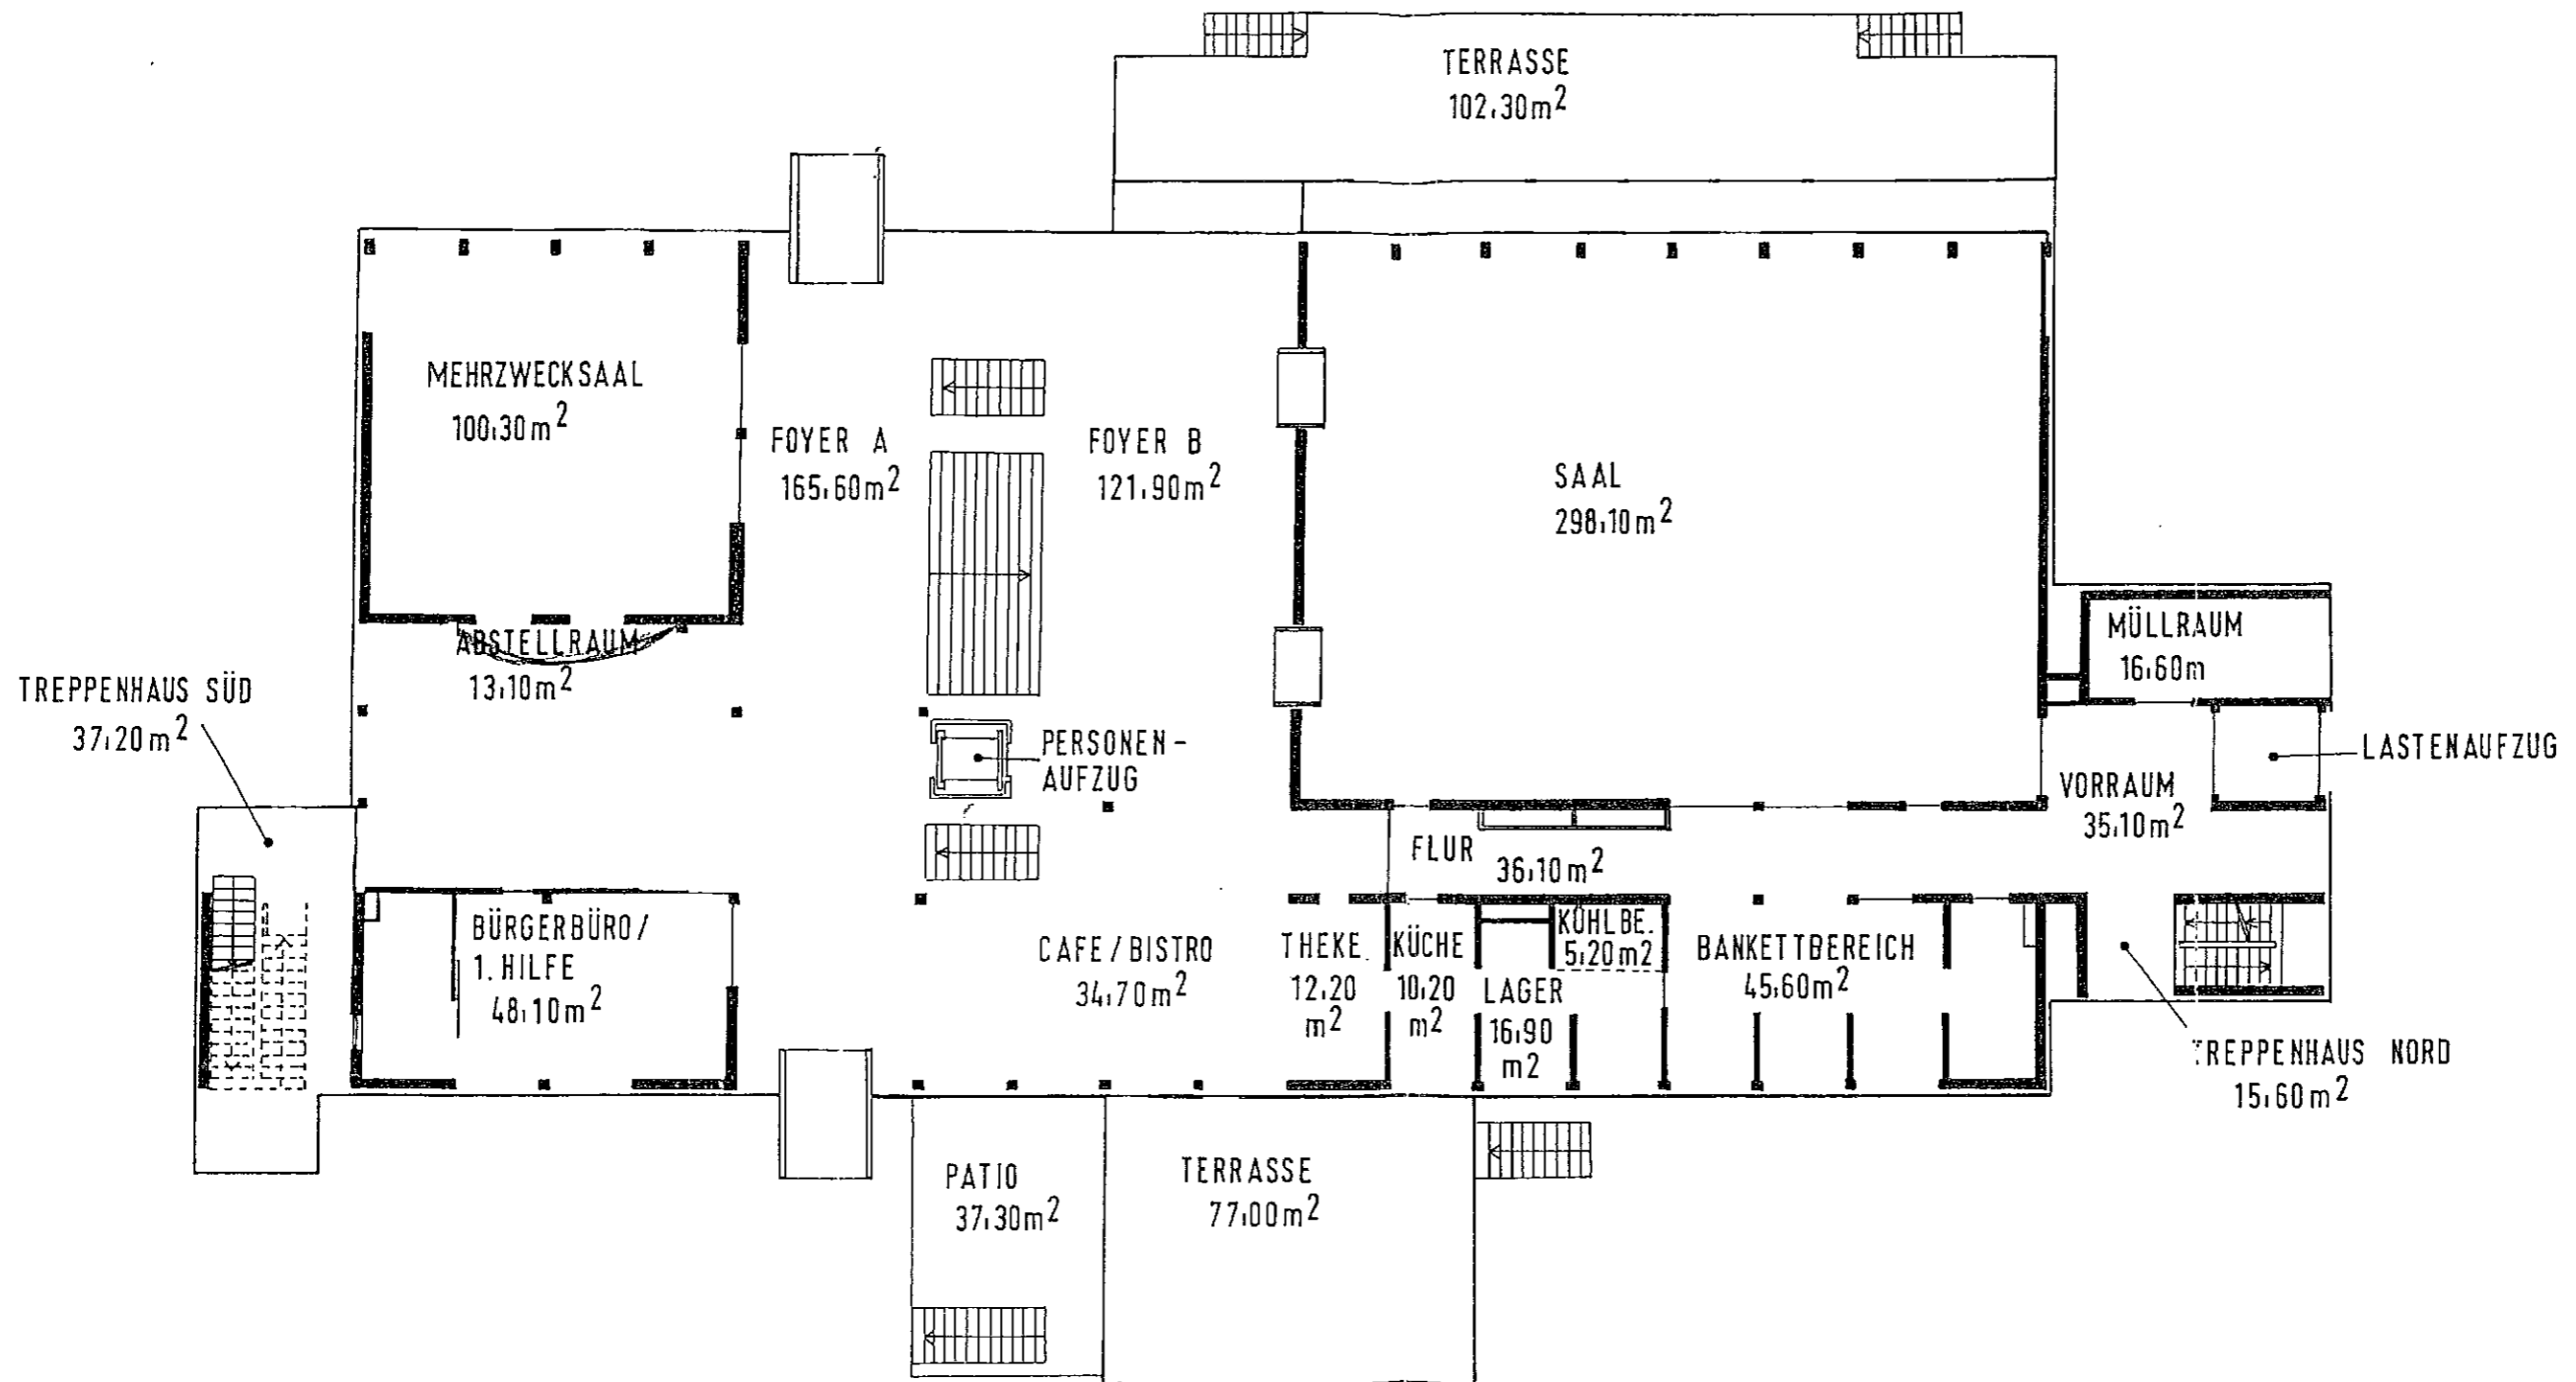 TERRASSE
102,30m2
MEHRZWECKSAAL
100,30m2
FOYER A
165,60m2
FOYER B
121,90m2
SAAL
298,10m2
ABSTELLRAUM
13,10m2
MÜLLRAUM
16,60m
TREPPENHAUS SÜD
37,20m2
PERSONEN-
AUFZUG
LASTENAUFZUG
VORRAUM
35,10m2
FLUR 36,10m2
BÜRGERBÜRO/
1. HILFE
48,10m2
CAFE/BISTRO
34,70m2
THEKE.
12,20
m2
KÜCHE
10,20
m2
LAGER
16,90
m2
KÜHLBE.
5,20m2
BANKETTBEREICH
45,60m2
TREPPENHAUS NORD
15,60m2
PATIO
37,30m2
TERRASSE
77,00m2